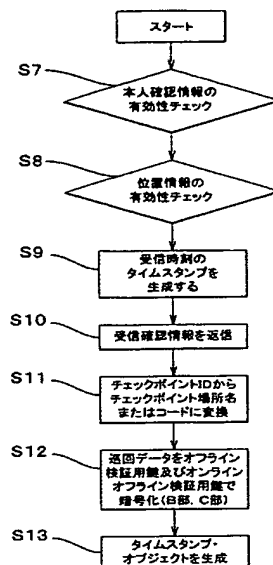 スタート
S7
本人確認情報の
有効性チェック
S8
位置情報の
有効性チェック
S9
受信時刻の
タイムスタンプを
生成する
S10
受信確認情報を返信
S11
チェックポイントIDから
チェックポイント場所名
またはコードに変換
S12
巡回データをオフライン
検証用鍵及びオンライン
オフライン検証用鍵で
暗号化(B部, C部)
S13
タイムスタンプ・
オブジェクトを生成